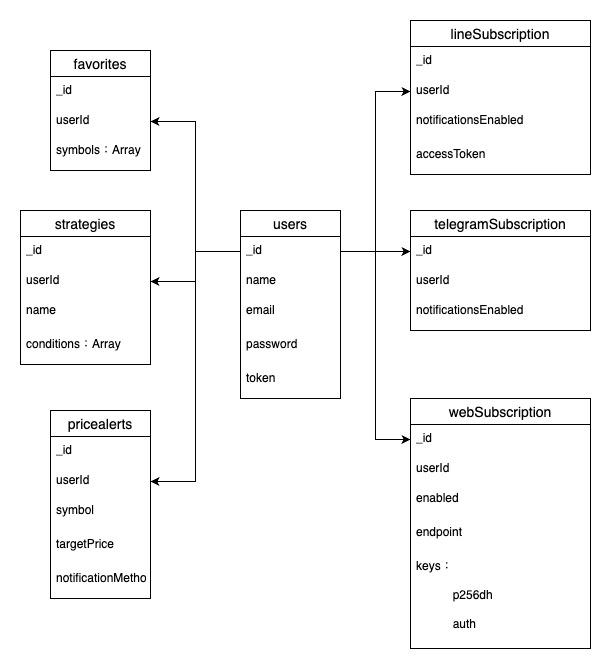 favorites
_id
userId
symbols：Array
strategies
_id
userId
name
conditions：Array
pricealerts
_id
userId
symbol
targetPrice
notificationMetho
users
_id
name
email
password
token
lineSubscription
_id
userId
notificationsEnabled
accessToken
telegramSubscription
_id
userId
notificationsEnabled
webSubscription
_id
userId
enabled
endpoint
keys：
p256dh
auth